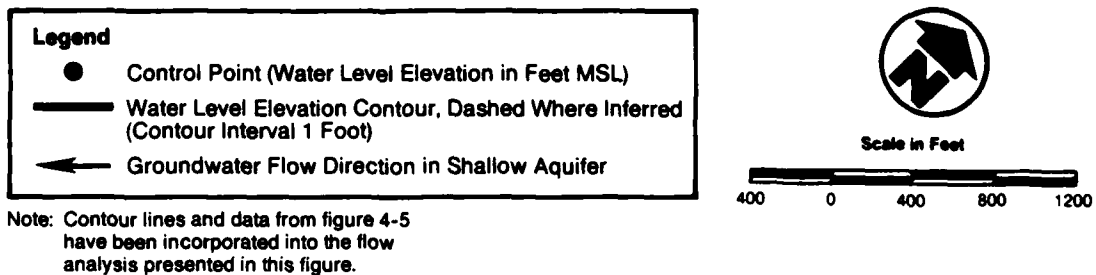 Legend
Control Point (Water Level Elevation in Feet MSL)
Water Level Elevation Contour, Dashed Where Inferred
(Contour Interval 1 Foot)
Groundwater Flow Direction in Shallow Aquifer
Note: Contour lines and data from figure 4-5
have been incorporated into the flow
analysis presented in this figure.
N
Scale in Feet
400 0 400 800 1200